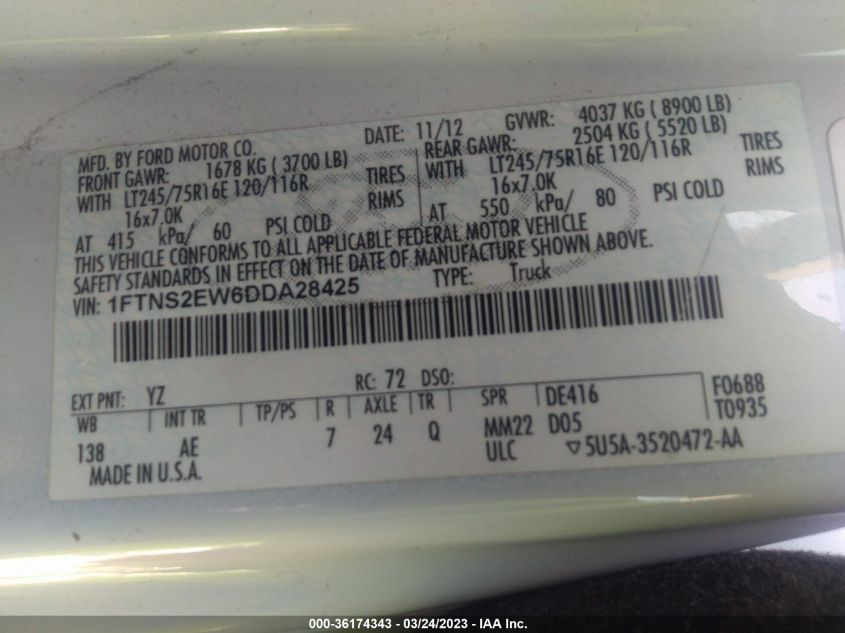 MFD. BY FORD MOTOR CO.
DATE: 11/12 GVWR: 4037 KG ( 8900 LB)
FRONT GAWR: 1678 KG ( 3700 LB) REAR GAWR: 2504 KG ( 5520 LB)
WITH LT245/75R16E 120/116R TIRES WITH LT245/75R16E 120/116R TIRES
16x7.0K RIMS 16x7.0K RIMS
AT 415 kPa/ 60 PSI COLD AT 550 kPa/ 80 PSI COLD
THIS VEHICLE CONFORMS TO ALL APPLICABLE FEDERAL MOTOR VEHICLE
SAFETY STANDARDS IN EFFECT ON THE DATE OF MANUFACTURE SHOWN ABOVE.
VIN: 1FTNS2EW6DDA28425 TYPE: Truck
EXT PNT: YZ RC: 72 DSO:
WB INT TR TP/PS R AXLE TR SPR DE416 F0688
138 AE 7 24 Q MM22 D05 T0935
MADE IN U.S.A. ULC ▽5U5A-3520472-AA
000-36174343 - 03/24/2023 - IAA Inc.